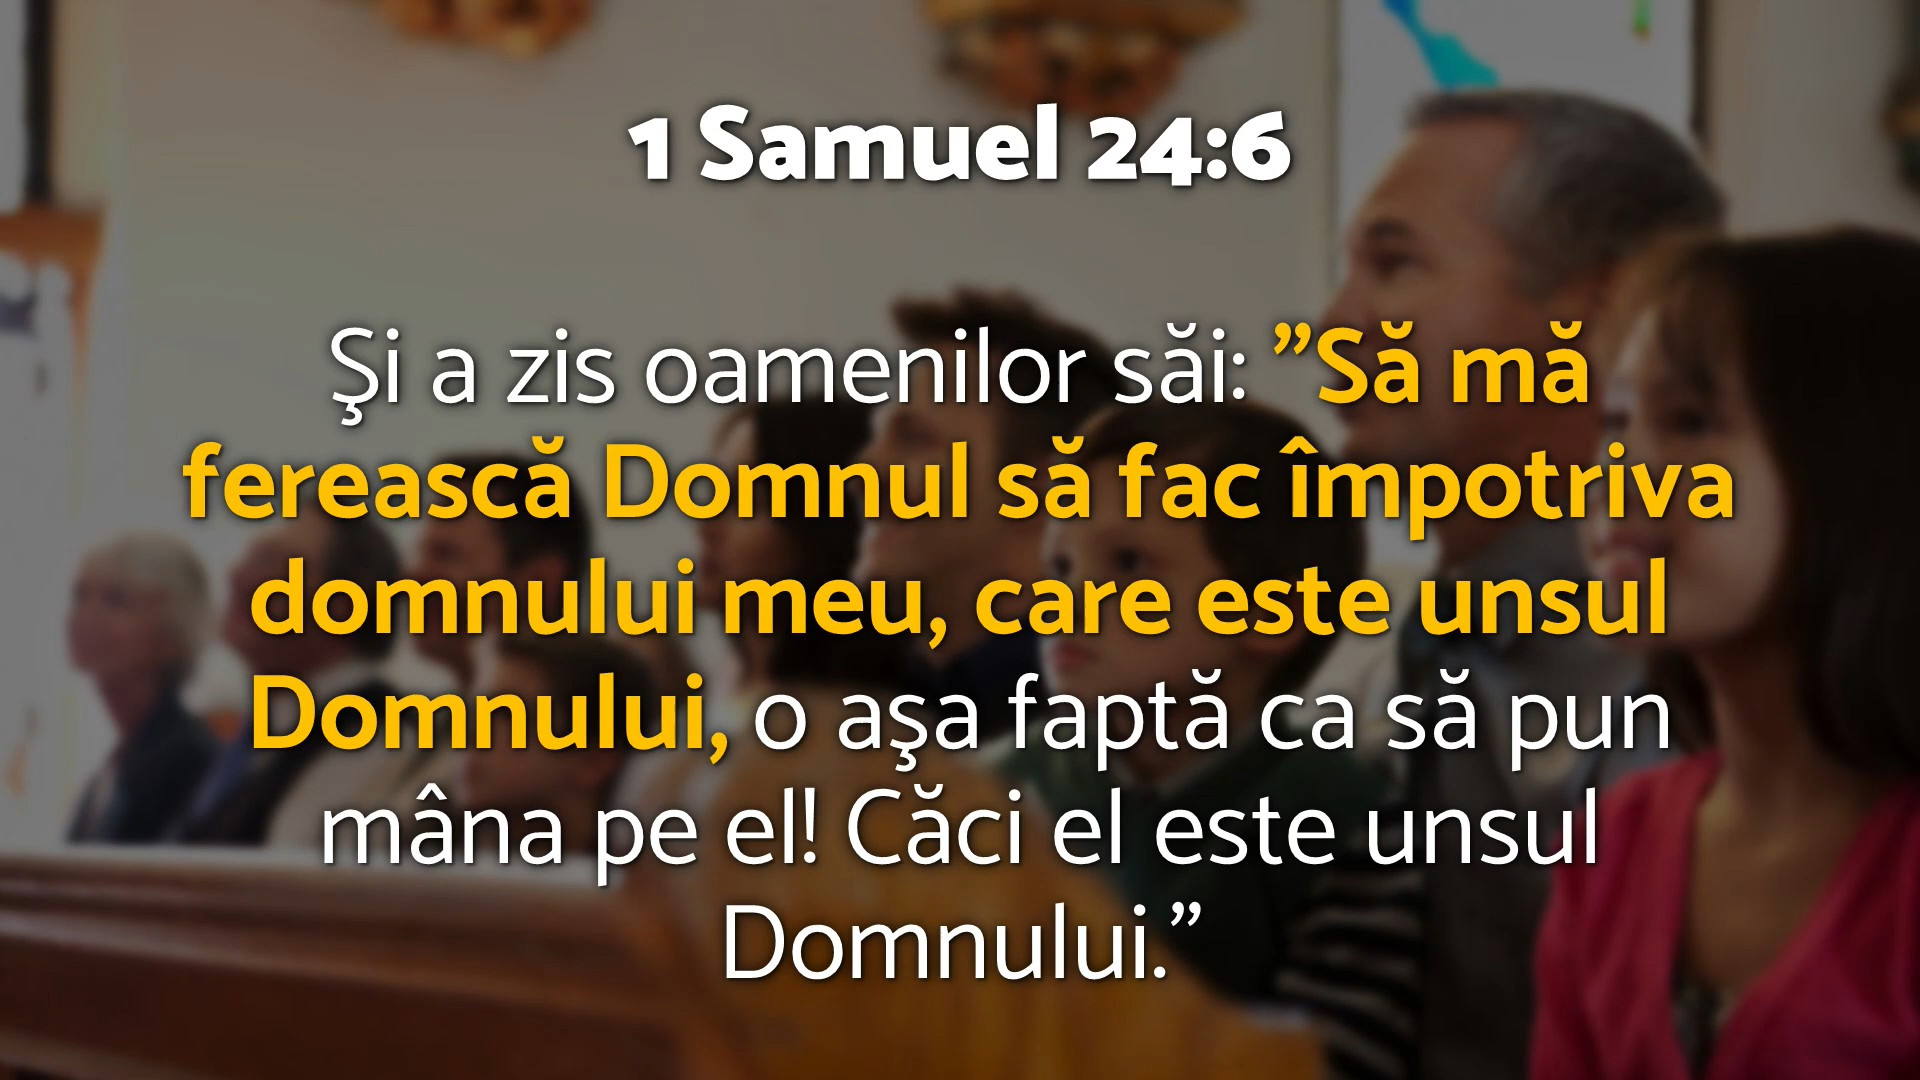 1 Samuel 24:6
Şi a zis oamenilor săi: ”Să mă
ferească Domnul să fac împotriva
domnului meu, care este unsul
Domnului, o aşa faptă ca să pun
mâna pe el! Căci el este unsul
Domnului.”